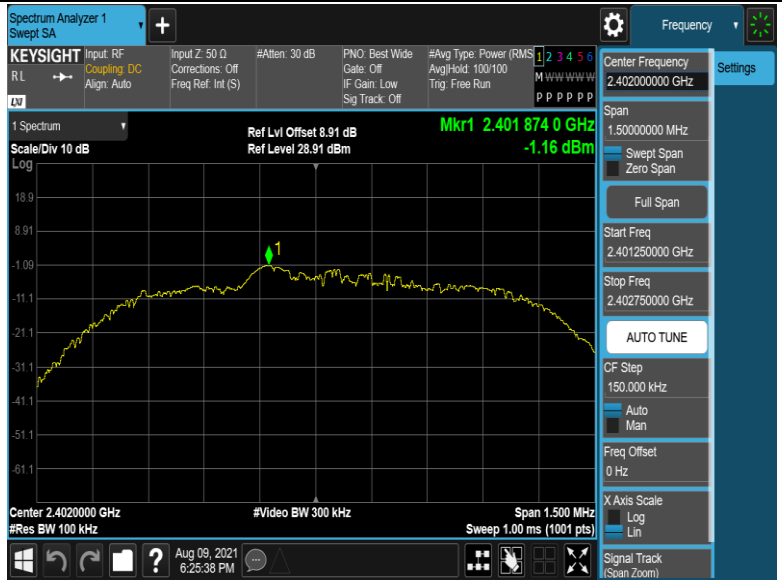 Spectrum Analyzer 1
Swept SA
Frequency
KEYSIGHT
RL
LXI
Input: RF
Coupling: DC
Align: Auto
Input Z: 50 Ω
Corrections: Off
Freq Ref: Int (S)
#Atten: 30 dB
PNO: Best Wide
Gate: Off
IF Gain: Low
Sig Track: Off
#Avg Type: Power (RMS
Avg|Hold: 100/100
Trig: Free Run
1 2 3 4 5 6
M W W W W W
P P P P P P
1 Spectrum
Scale/Div 10 dB
Log
Ref Lvl Offset 8.91 dB
Ref Level 28.91 dBm
Mkr1 2.401 874 0 GHz
-1.16 dBm
18.9
8.91
-1.09
-11.1
-21.1
-31.1
-41.1
-51.1
-61.1
1
Center 2.4020000 GHz
#Res BW 100 kHz
#Video BW 300 kHz
Span 1.500 MHz
Sweep 1.00 ms (1001 pts)
Aug 09, 2021
6:25:38 PM
Center Frequency
2.402000000 GHz
Span
1.50000000 MHz
Swept Span
Zero Span
Full Span
Start Freq
2.401250000 GHz
Stop Freq
2.402750000 GHz
AUTO TUNE
CF Step
150.000 kHz
Auto
Man
Freq Offset
0 Hz
X Axis Scale
Log
Lin
Signal Track
(Span Zoom)
Settings